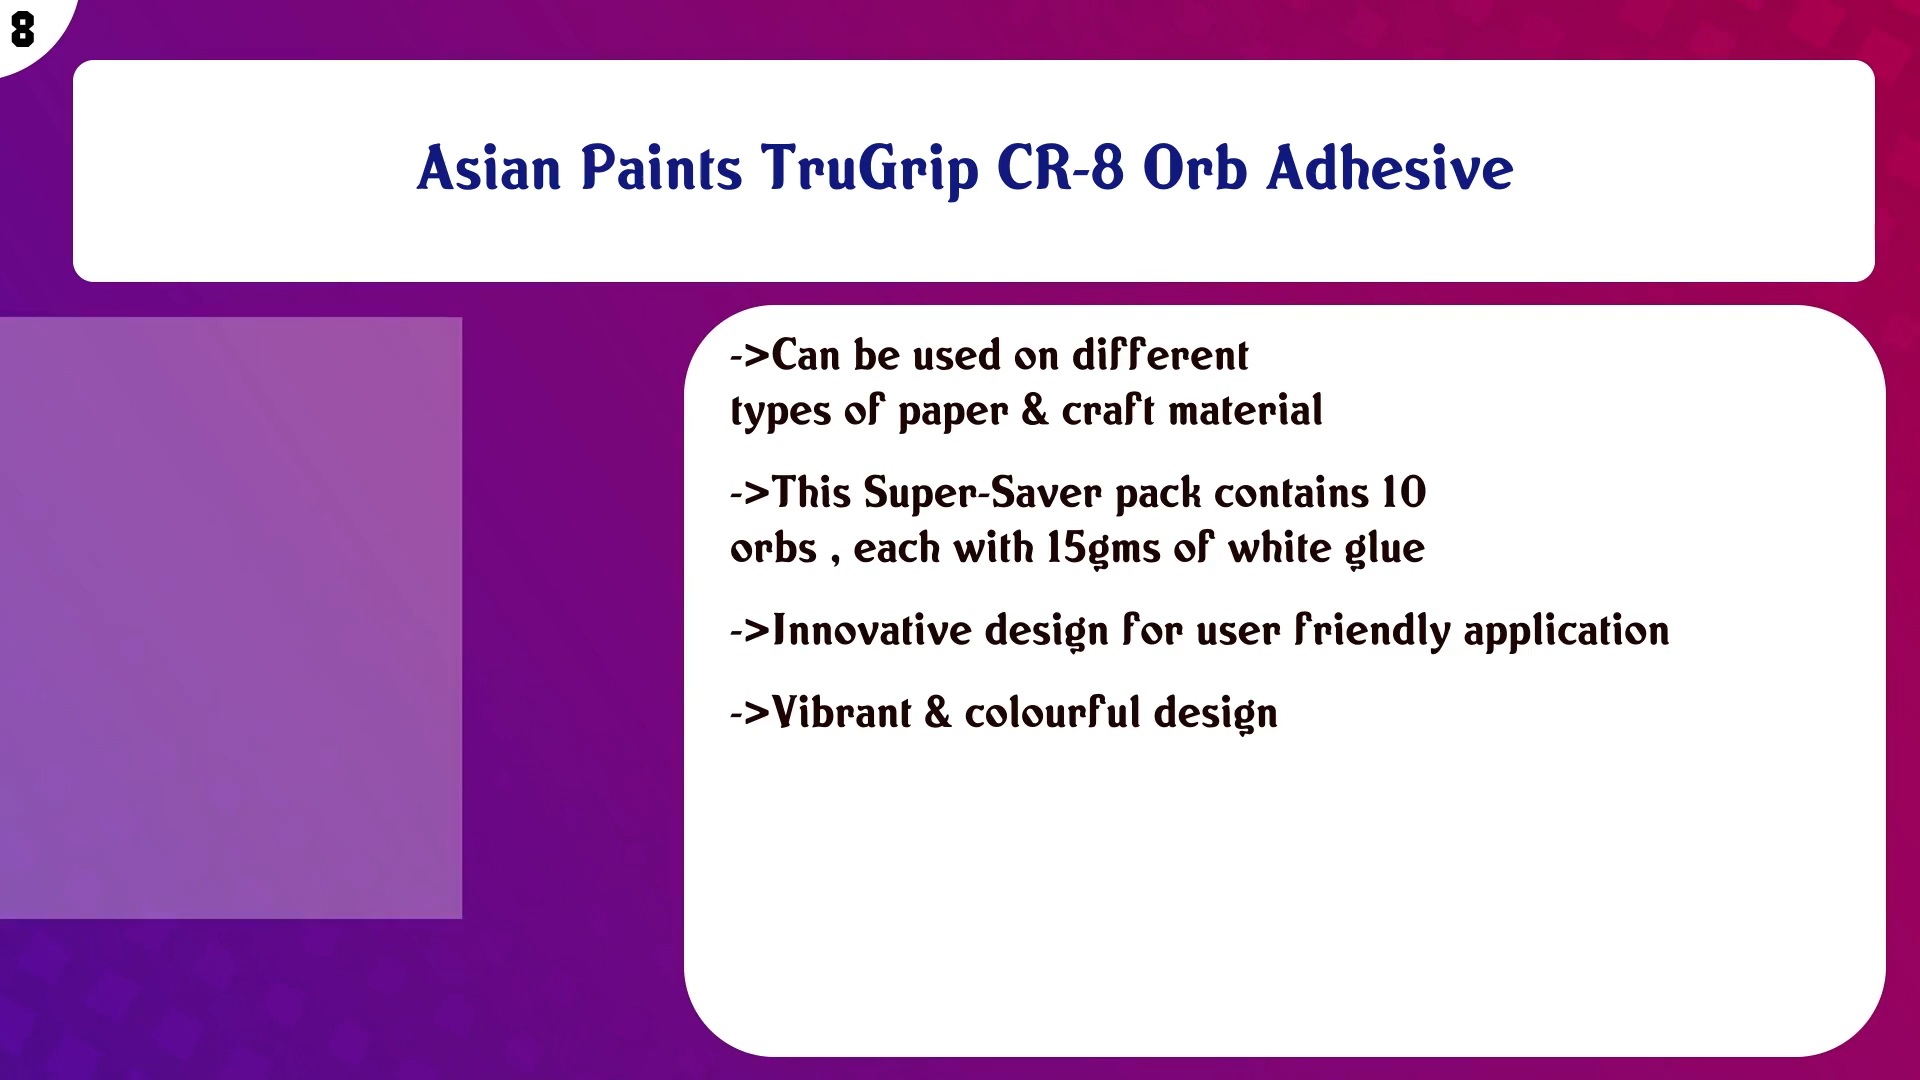 8
Asian Paints TruGrip CR-8 Orb Adhesive
->Can be used on different
types of paper & craft material
->This Super-Saver pack contains 10
orbs , each with 15gms of white glue
->Innovative design for user friendly application
->Vibrant & colourful design